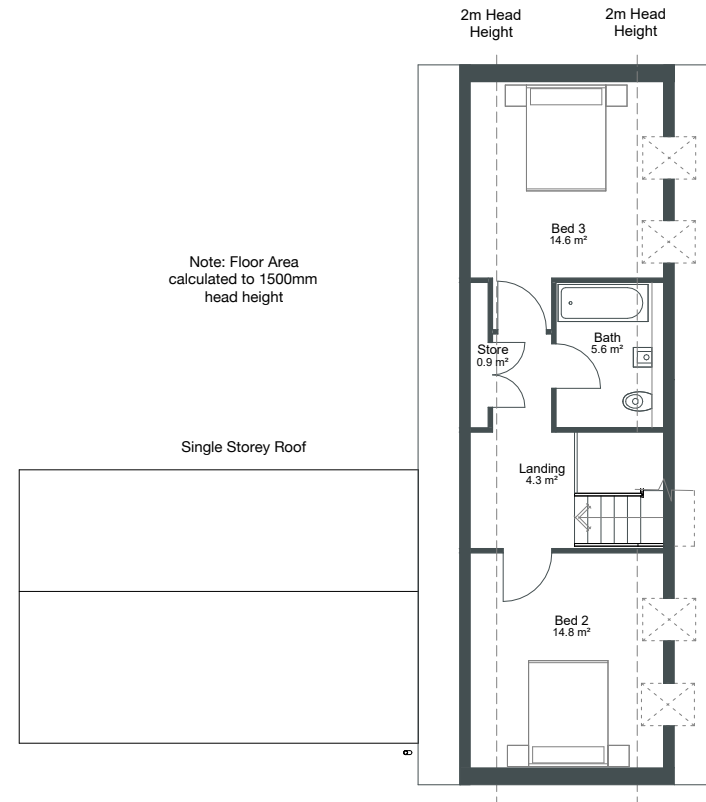 2m Head
Height
2m Head
Height
Bed 3
14.6 m²
Note: Floor Area
calculated to 1500mm
head height
Bath
5.6 m²
Store
0.9 m²
Single Storey Roof
Landing
4.3 m²
Bed 2
14.8 m²